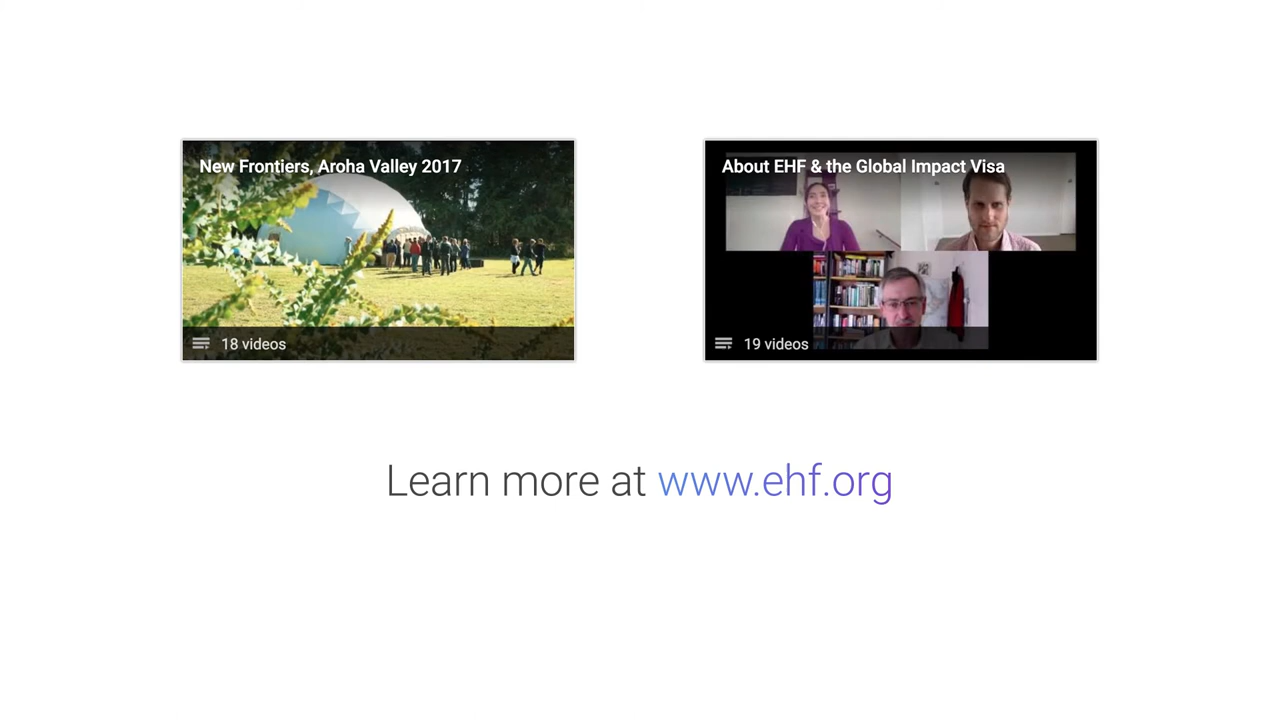 New Frontiers, Aroha Valley 2017
18 videos
About EHF & the Global Impact Visa
19 videos
Learn more at www.ehf.org